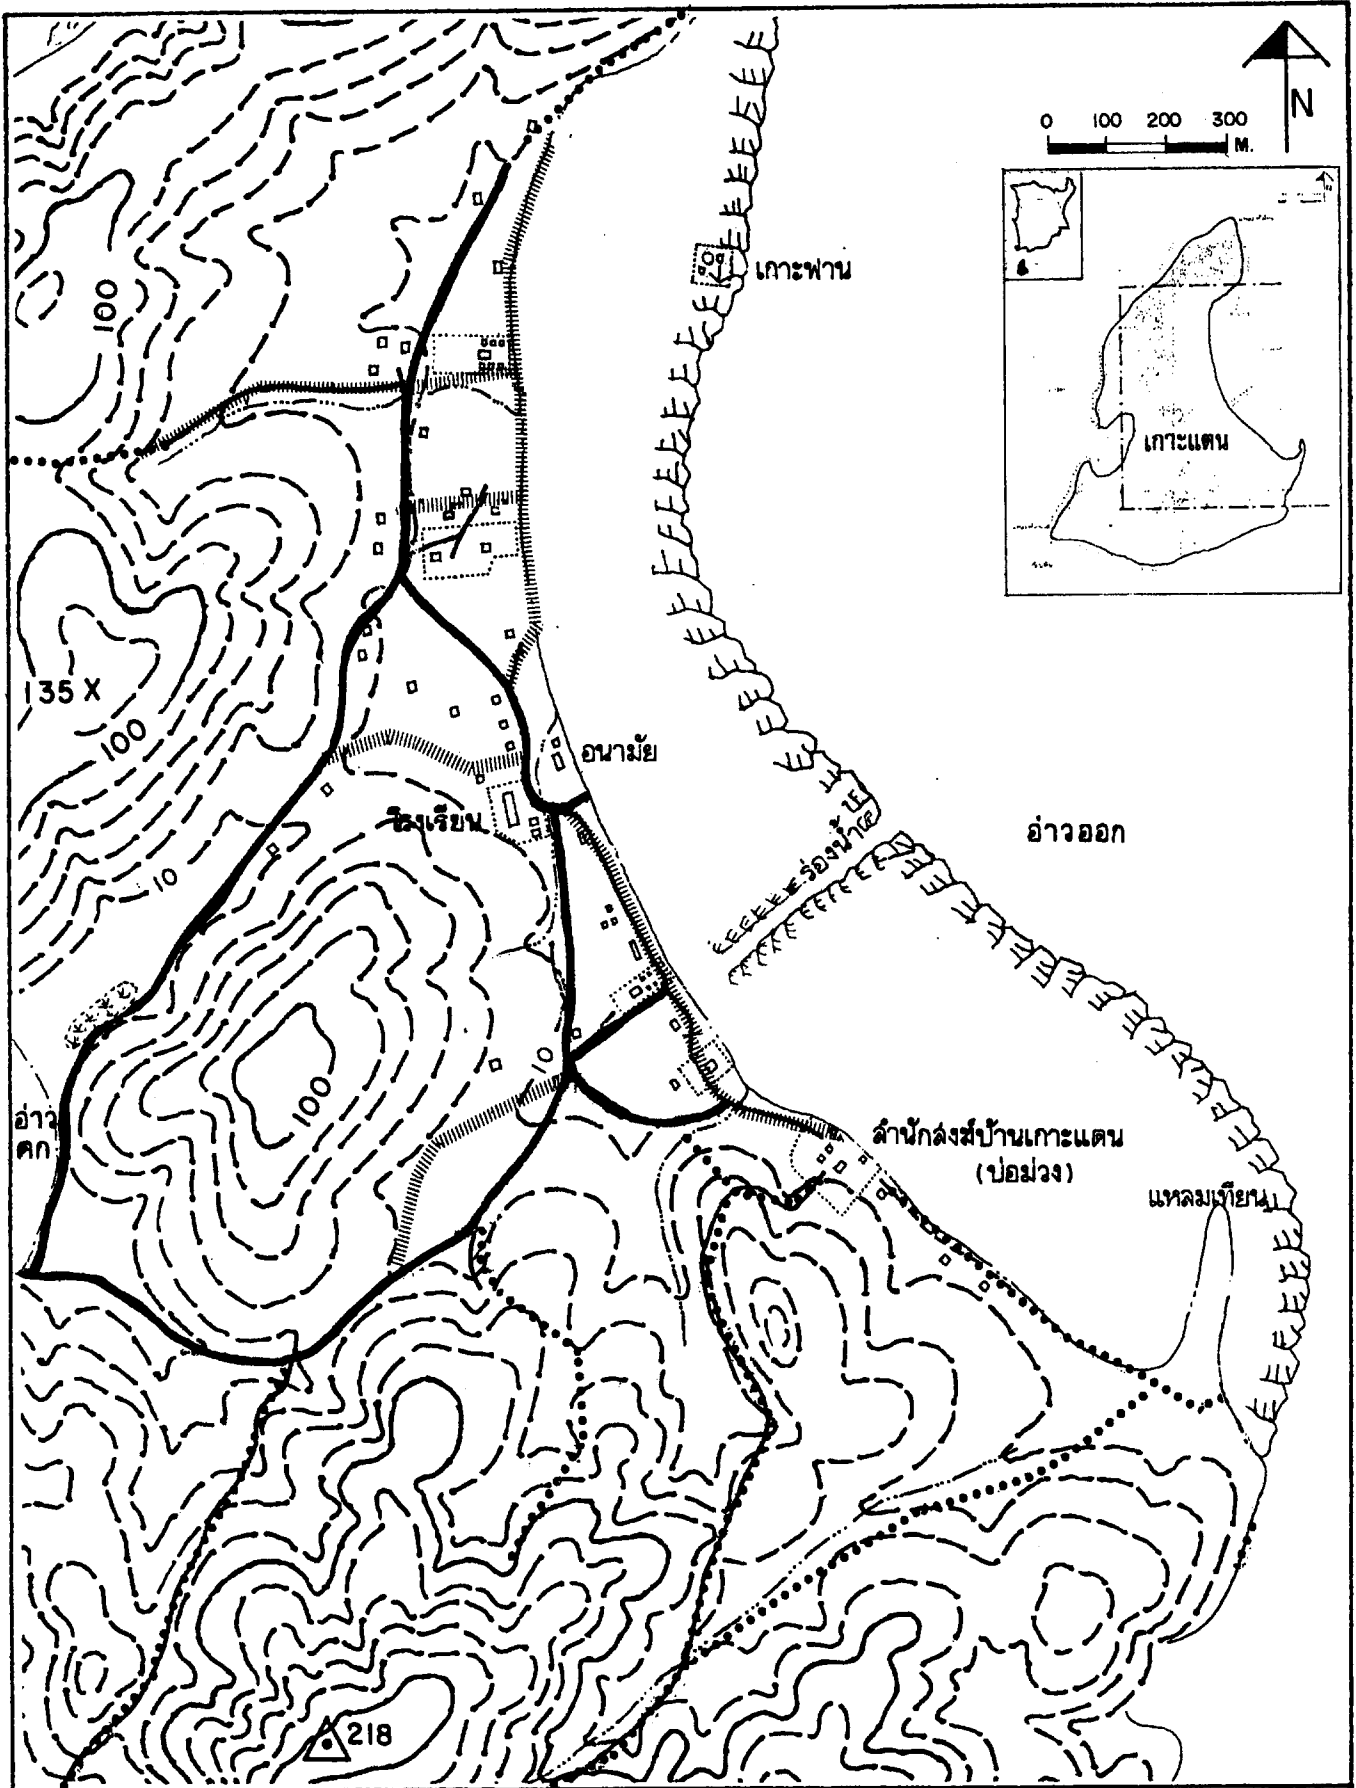 N
0 100 200 300
M.
เกาะฟาน
100
เกาะแตน
135 X
100
อนามัย
โรงเรียน
ร่องน้ำ
อ่าวออก
10
10
100
อ่าว
ตก
สำนักสงฆ์บ้านเกาะแตน
(บ่อม่วง)
แหลมเทียน
218